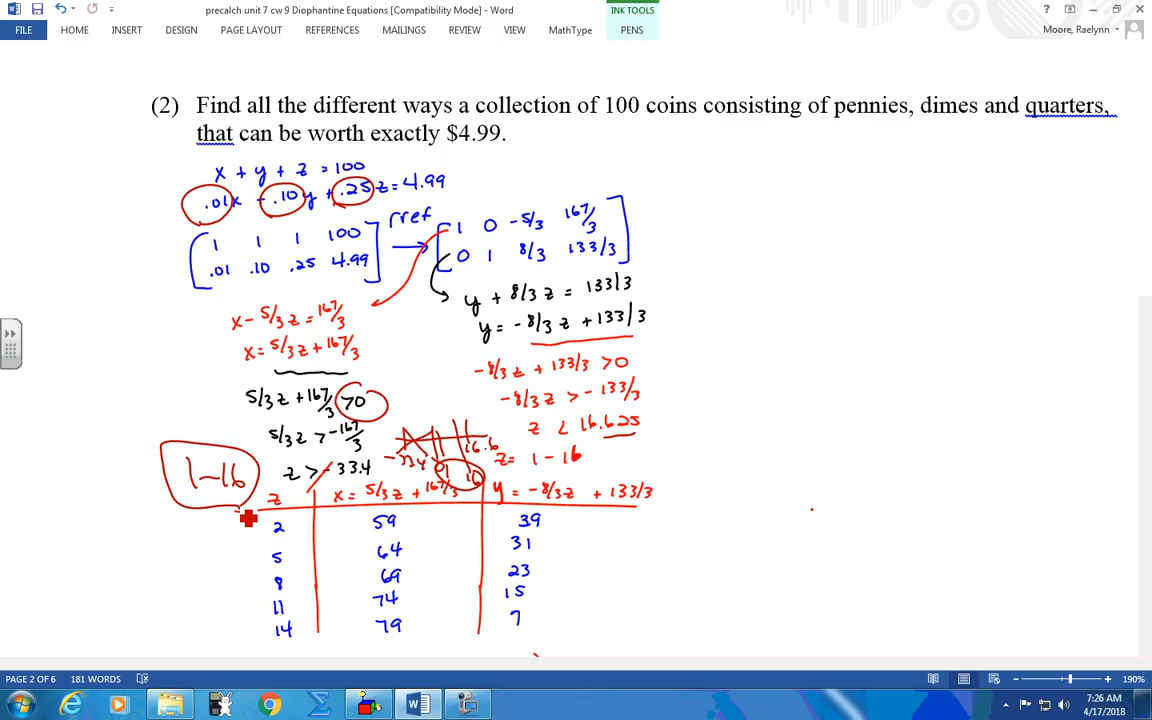 precalch unit 7 cw 9 Diophantine Equations [Compatibility Mode] - Word
INK TOOLS
FILE HOME INSERT DESIGN PAGE LAYOUT REFERENCES MAILINGS REVIEW VIEW MathType PENS
Moore, Raelynn
(2) Find all the different ways a collection of 100 coins consisting of pennies, dimes and quarters,
that can be worth exactly $4.99.
x + y + z = 100
.01x + .10y + .25z = 4.99
rref
1 1 1 100
.01 .10 .25 4.99
1 0 -5/3 167/3
0 1 8/3 133/3
y + 8/3 z = 133/3
y = -8/3 z + 133/3
x - 5/3 z = 167/3
x = 5/3 z + 167/3
-8/3 z + 133/3 > 0
-8/3 z > -133/3
z < 16.625
z = 1-16
5/3 z + 167/3 > 0
5/3 z > -167/3
z > -33.4
-33.4 0 1 16 16.6
1-16
z x = 5/3 z + 167/3 y = -8/3 z + 133/3
2 59 39
5 64 31
8 69 23
11 74 15
14 79 7
PAGE 2 OF 6 181 WORDS
190%
7:26 AM
4/17/2018